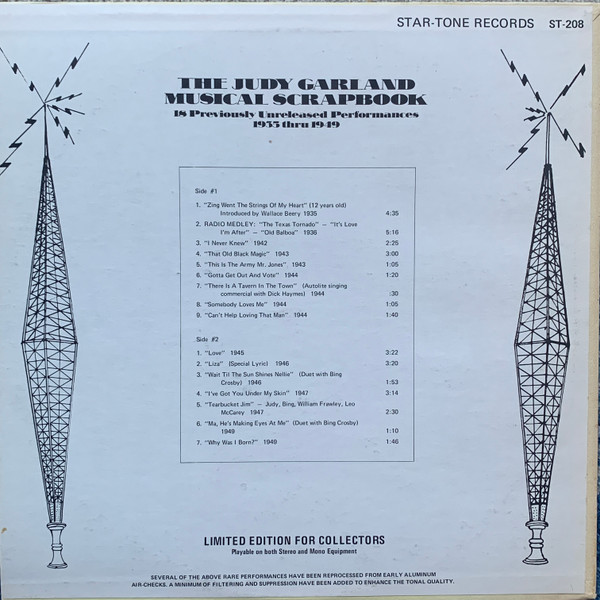 STAR-TONE RECORDS ST-208
THE JUDY GARLAND
MUSICAL SCRAPBOOK
18 Previously Unreleased Performances
1935 thru 1949
Side #1
1. "Zing Went The Strings Of My Heart" (12 years old)
Introduced by Wallace Beery 1935 4:35
2. RADIO MEDLEY: "The Texas Tornado" — "It's Love
I'm After" — "Old Balboa" 1936 5:16
3. "I Never Knew" 1942 2:25
4. "That Old Black Magic" 1943 3:00
5. "This Is The Army Mr. Jones" 1943 1:05
6. "Gotta Get Out And Vote" 1944 1:20
7. "There Is A Tavern In The Town" (Autolite singing
commercial with Dick Haymes) 1944 :30
8. "Somebody Loves Me" 1944 1:05
9. "Can't Help Loving That Man" 1944 1:40
Side #2
1. "Love" 1945 3:22
2. "Liza" (Special Lyric) 1946 3:20
3. "Wait Til The Sun Shines Nellie" (Duet with Bing
Crosby) 1946 1:53
4. "I've Got You Under My Skin" 1947 3:14
5. "Tearbucket Jim" — Judy, Bing, William Frawley, Leo
McCarey 1947 2:30
6. "Ma, He's Making Eyes At Me" (Duet with Bing Crosby)
1949 1:10
7. "Why Was I Born?" 1949 1:46
LIMITED EDITION FOR COLLECTORS
Playable on both Stereo and Mono Equipment
SEVERAL OF THE ABOVE RARE PERFORMANCES HAVE BEEN REPROCESSED FROM EARLY ALUMINUM
AIR-CHECKS. A MINIMUM OF FILTERING AND SUPPRESSION HAVE BEEN ADDED TO ENHANCE THE TONAL QUALITY.